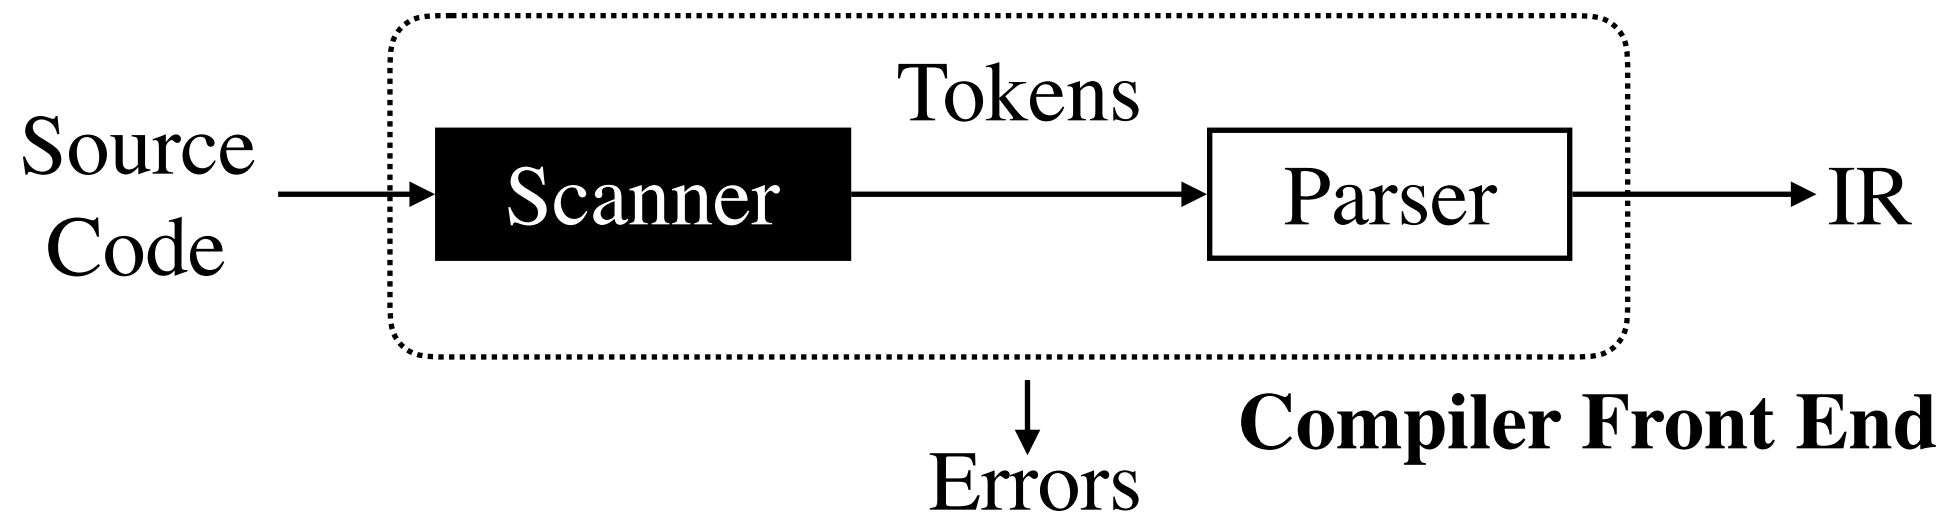 Tokens
Source
Code
Scanner
Parser
IR
Compiler Front End
Errors